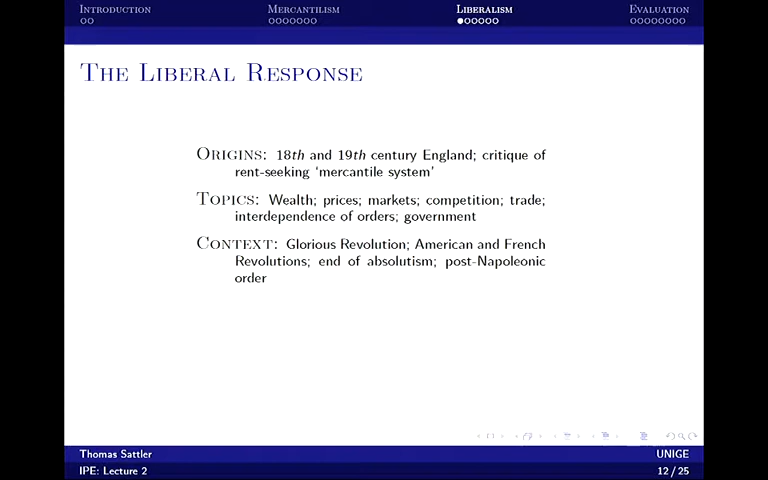 INTRODUCTION MERCANTILISM LIBERALISM EVALUATION
THE LIBERAL RESPONSE
ORIGINS: 18th and 19th century England; critique of
rent-seeking ‘mercantile system’
TOPICS: Wealth; prices; markets; competition; trade;
interdependence of orders; government
CONTEXT: Glorious Revolution; American and French
Revolutions; end of absolutism; post-Napoleonic
order
Thomas Sattler UNIGE
IPE: Lecture 2 12 / 25